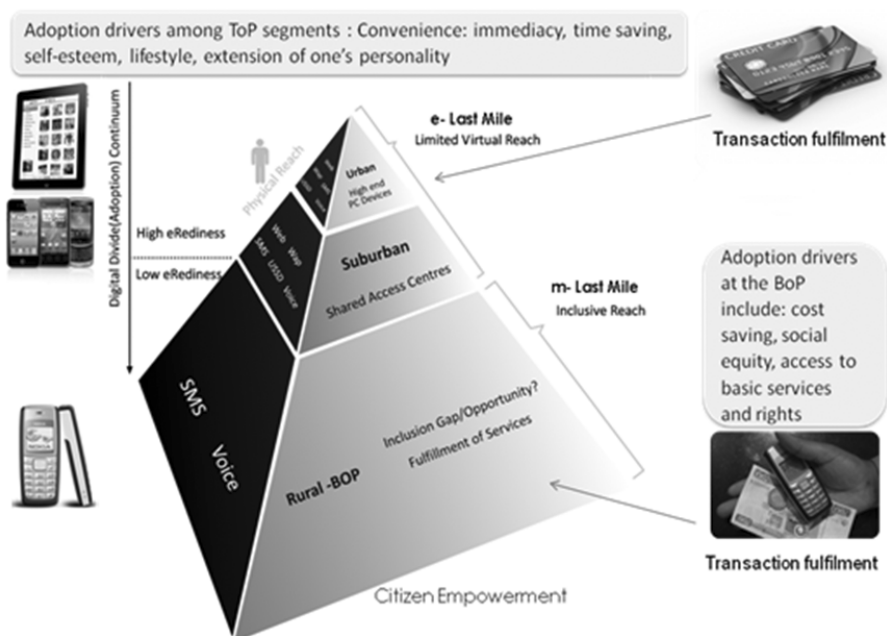 Adoption drivers among ToP segments : Convenience: immediacy, time saving,
self-esteem, lifestyle, extension of one's personality
CREDIT CARD
Transaction fulfilment
e- Last Mile
Limited Virtual Reach
Physical Reach
Urban
High end
PC Devices
Digital Divide(Adoption) Continuum
High eRediness
Low eRediness
Web Wap
SMS USSD Voice
Suburban
Shared Access Centres
m- Last Mile
Inclusive Reach
Adoption drivers
at the BoP
include: cost
saving, social
equity, access to
basic services
and rights
SMS
Voice
Inclusion Gap/Opportunity?
Fulfillment of Services
Rural -BOP
Transaction fulfilment
Citizen Empowerment